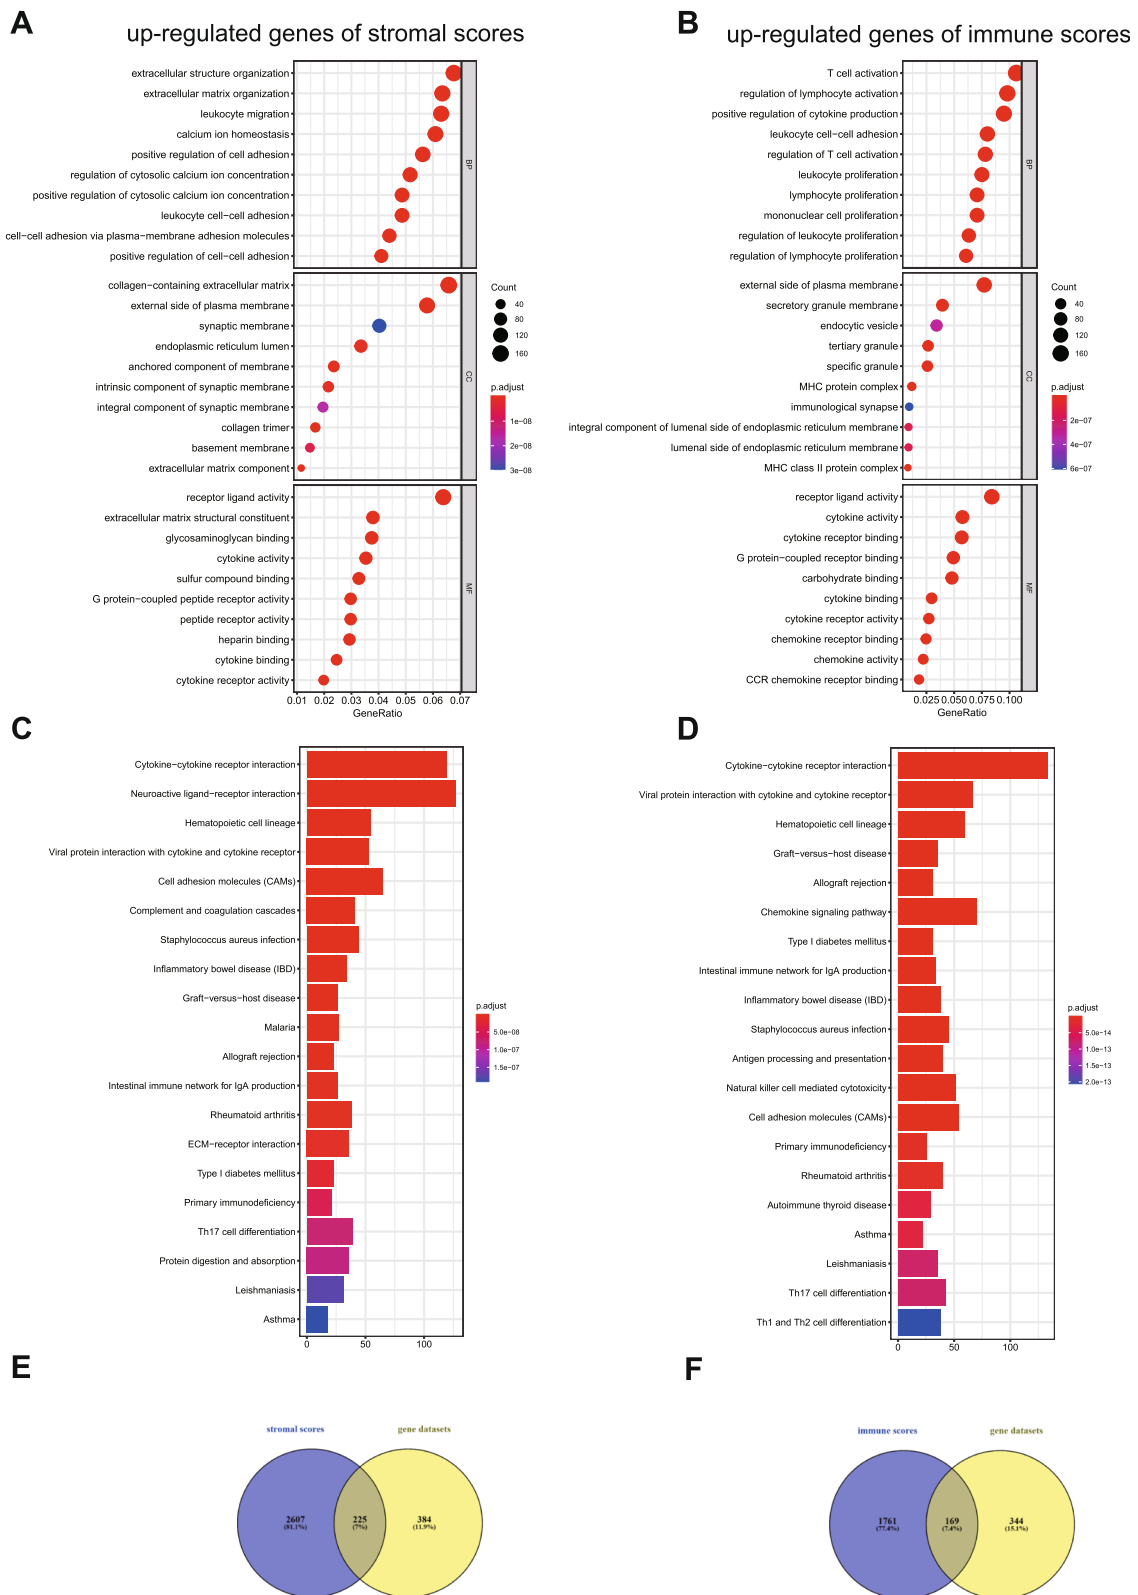 A
up-regulated genes of stromal scores
extracellular structure organization
extracellular matrix organization
leukocyte migration
calcium ion homeostasis
positive regulation of cell adhesion
regulation of cytosolic calcium ion concentration
positive regulation of cytosolic calcium ion concentration
leukocyte cell−cell adhesion
cell−cell adhesion via plasma−membrane adhesion molecules
positive regulation of cell−cell adhesion
BP
collagen−containing extracellular matrix
external side of plasma membrane
synaptic membrane
endoplasmic reticulum lumen
anchored component of membrane
intrinsic component of synaptic membrane
integral component of synaptic membrane
collagen trimer
basement membrane
extracellular matrix component
CC
receptor ligand activity
extracellular matrix structural constituent
glycosaminoglycan binding
cytokine activity
sulfur compound binding
G protein−coupled peptide receptor activity
peptide receptor activity
heparin binding
cytokine binding
cytokine receptor activity
MF
0.01 0.02 0.03 0.04 0.05 0.06 0.07
GeneRatio
Count
40
80
120
160
p.adjust
1e−08
2e−08
3e−08
B
up-regulated genes of immune scores
T cell activation
regulation of lymphocyte activation
positive regulation of cytokine production
leukocyte cell−cell adhesion
regulation of T cell activation
leukocyte proliferation
lymphocyte proliferation
mononuclear cell proliferation
regulation of leukocyte proliferation
regulation of lymphocyte proliferation
BP
external side of plasma membrane
secretory granule membrane
endocytic vesicle
tertiary granule
specific granule
MHC protein complex
immunological synapse
integral component of lumenal side of endoplasmic reticulum membrane
lumenal side of endoplasmic reticulum membrane
MHC class II protein complex
CC
receptor ligand activity
cytokine activity
cytokine receptor binding
G protein−coupled receptor binding
carbohydrate binding
cytokine binding
cytokine receptor activity
chemokine receptor binding
chemokine activity
CCR chemokine receptor binding
MF
0.025 0.050 0.075 0.100
GeneRatio
Count
40
80
120
160
p.adjust
2e−07
4e−07
6e−07
C
Cytokine−cytokine receptor interaction
Neuroactive ligand−receptor interaction
Hematopoietic cell lineage
Viral protein interaction with cytokine and cytokine receptor
Cell adhesion molecules (CAMs)
Complement and coagulation cascades
Staphylococcus aureus infection
Inflammatory bowel disease (IBD)
Graft−versus−host disease
Malaria
Allograft rejection
Intestinal immune network for IgA production
Rheumatoid arthritis
ECM−receptor interaction
Type I diabetes mellitus
Primary immunodeficiency
Th17 cell differentiation
Protein digestion and absorption
Leishmaniasis
Asthma
0 50 100
p.adjust
5.0e−08
1.0e−07
1.5e−07
D
Cytokine−cytokine receptor interaction
Viral protein interaction with cytokine and cytokine receptor
Hematopoietic cell lineage
Graft−versus−host disease
Allograft rejection
Chemokine signaling pathway
Type I diabetes mellitus
Intestinal immune network for IgA production
Inflammatory bowel disease (IBD)
Staphylococcus aureus infection
Antigen processing and presentation
Natural killer cell mediated cytotoxicity
Cell adhesion molecules (CAMs)
Primary immunodeficiency
Rheumatoid arthritis
Autoimmune thyroid disease
Asthma
Leishmaniasis
Th17 cell differentiation
Th1 and Th2 cell differentiation
0 50 100
p.adjust
5.0e−14
1.0e−13
1.5e−13
2.0e−13
E
stromal scores
gene datasets
2607
(81.1%)
225
(7%)
384
(11.9%)
F
immune scores
gene datasets
1761
(77.4%)
169
(7.4%)
344
(15.1%)